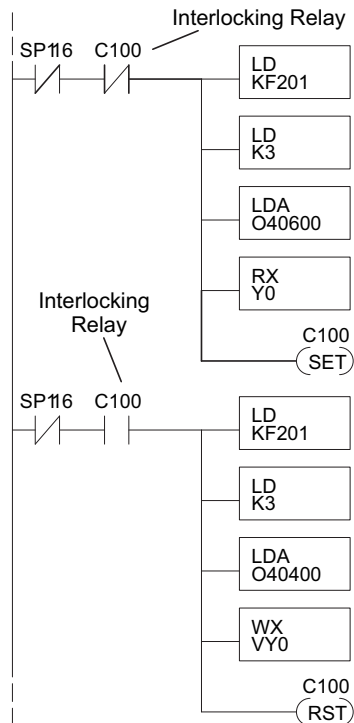 Interlocking Relay
SP116 C100
LD
KF201
LD
K3
LDA
O40600
RX
Y0
C100
SET
Interlocking
Relay
SP116 C100
LD
KF201
LD
K3
LDA
O40400
WX
VY0
C100
RST